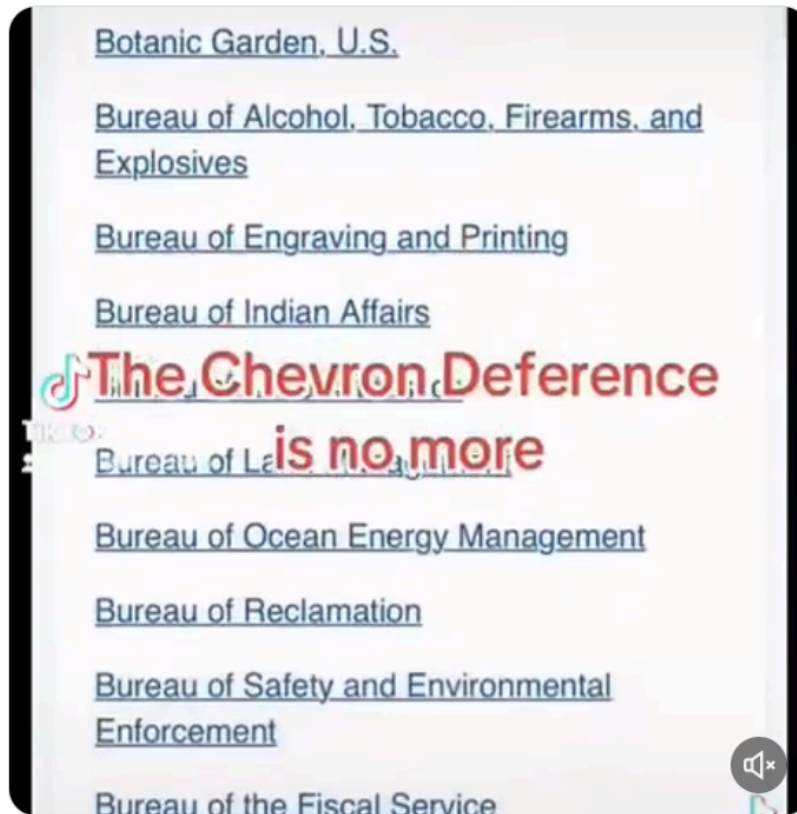 Botanic Garden, U.S.
Bureau of Alcohol, Tobacco, Firearms, and
Explosives
Bureau of Engraving and Printing
Bureau of Indian Affairs
The Chevron Deference
is no more
Bureau of
Bureau of Ocean Energy Management
Bureau of Reclamation
Bureau of Safety and Environmental
Enforcement
Bureau of the Fiscal Service